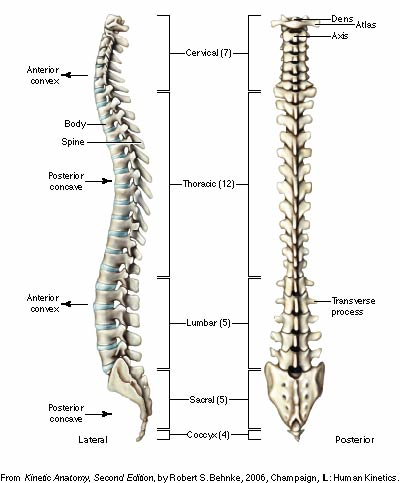 Dens
Atlas
Axis
Cervical (7)
Anterior
convex
Body
Spine
Posterior
concave
Thoracic (12)
Anterior
convex
Transverse
process
Lumbar (5)
Sacral (5)
Posterior
concave
Coccyx (4)
Lateral
Posterior
From Kinetic Anatomy, Second Edition, by Robert S. Behnke, 2006, Champaign, IL: Human Kinetics.